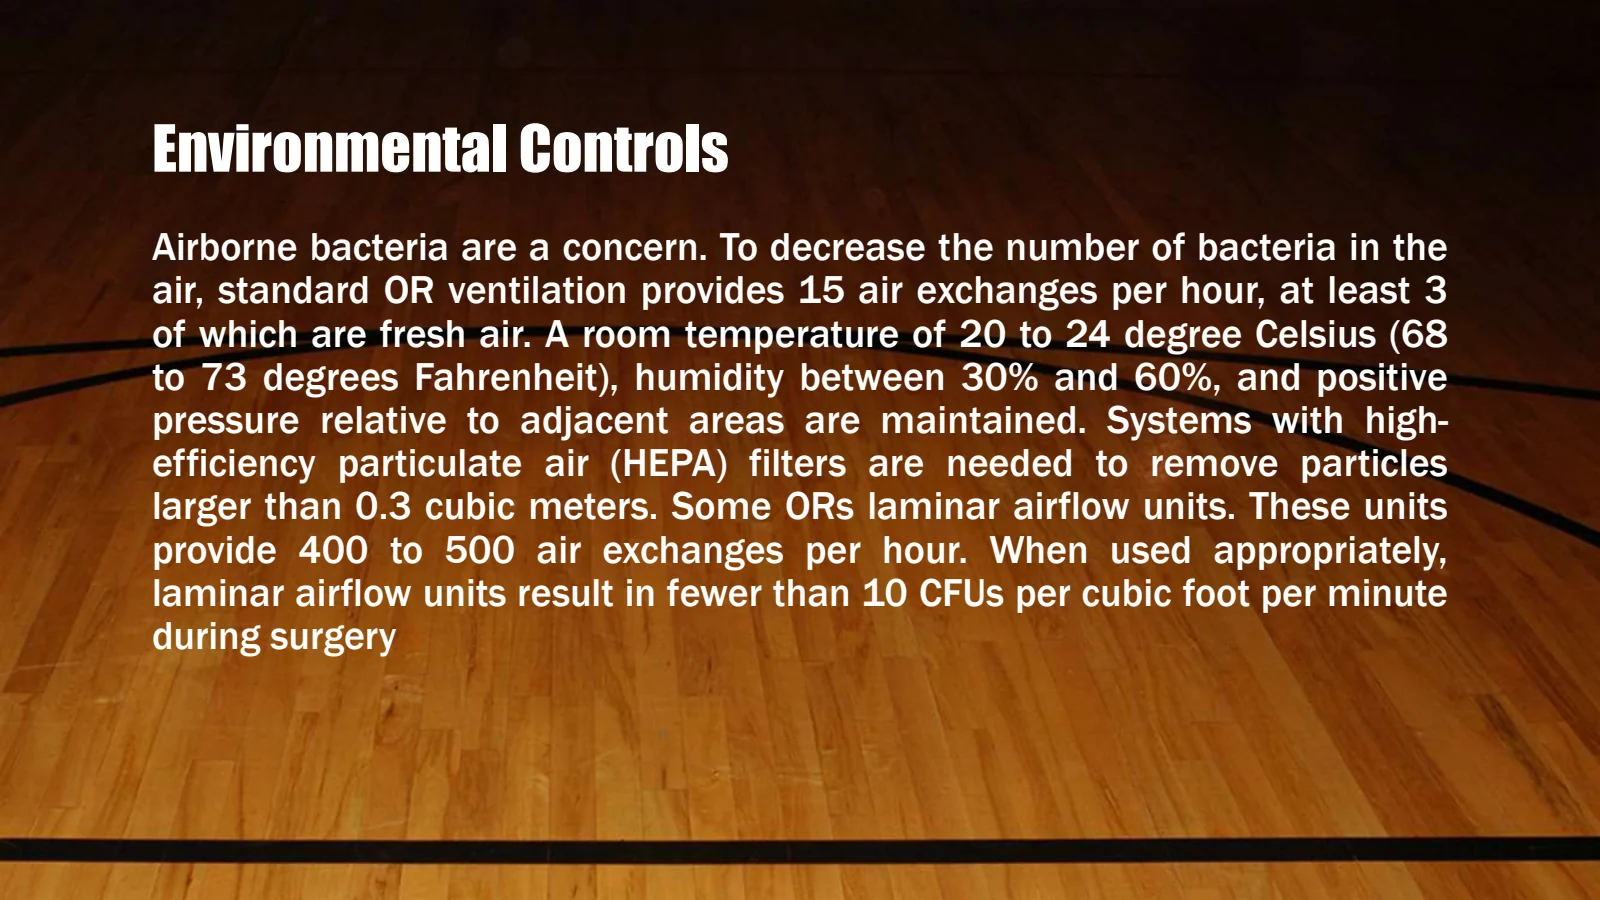 Environmental Controls
Airborne bacteria are a concern. To decrease the number of bacteria in the
air, standard OR ventilation provides 15 air exchanges per hour, at least 3
of which are fresh air. A room temperature of 20 to 24 degree Celsius (68
to 73 degrees Fahrenheit), humidity between 30% and 60%, and positive
pressure relative to adjacent areas are maintained. Systems with high-
efficiency particulate air (HEPA) filters are needed to remove particles
larger than 0.3 cubic meters. Some ORs laminar airflow units. These units
provide 400 to 500 air exchanges per hour. When used appropriately,
laminar airflow units result in fewer than 10 CFUs per cubic foot per minute
during surgery